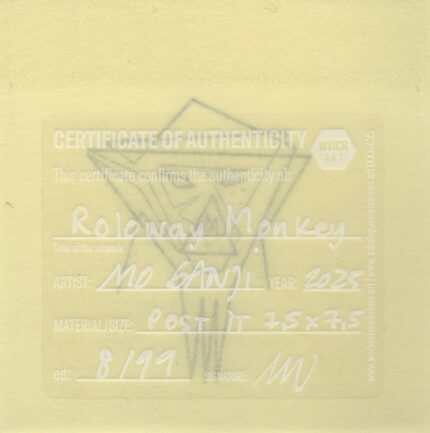 CERTIFICATE OF AUTHENTICITY
WVICR
ART
This certificate confirms the authenticity of:
Roloway Monkey
Title of the artwork
ARTIST: MO GANJI YEAR: 2025
MATERIAL/SIZE: POST IT 7,5x7,5
ed: 8/99 SIGNATURE: